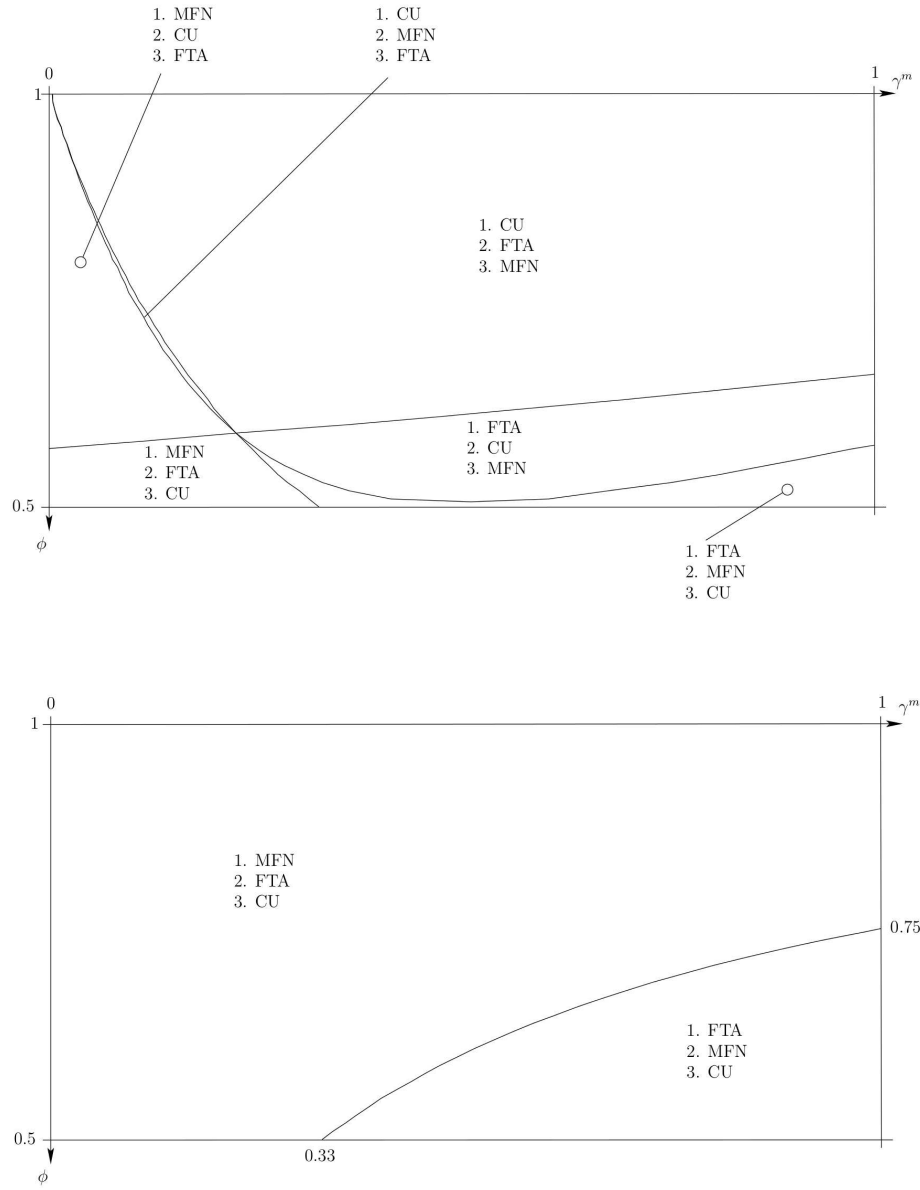 1. MFN
2. CU
3. FTA
1. CU
2. MFN
3. FTA
0
1
γ^m
1
1. CU
2. FTA
3. MFN
1. FTA
2. CU
3. MFN
1. MFN
2. FTA
3. CU
0.5
ϕ
1. FTA
2. MFN
3. CU
0
1
γ^m
1
1. MFN
2. FTA
3. CU
0.75
1. FTA
2. MFN
3. CU
0.5
0.33
ϕ